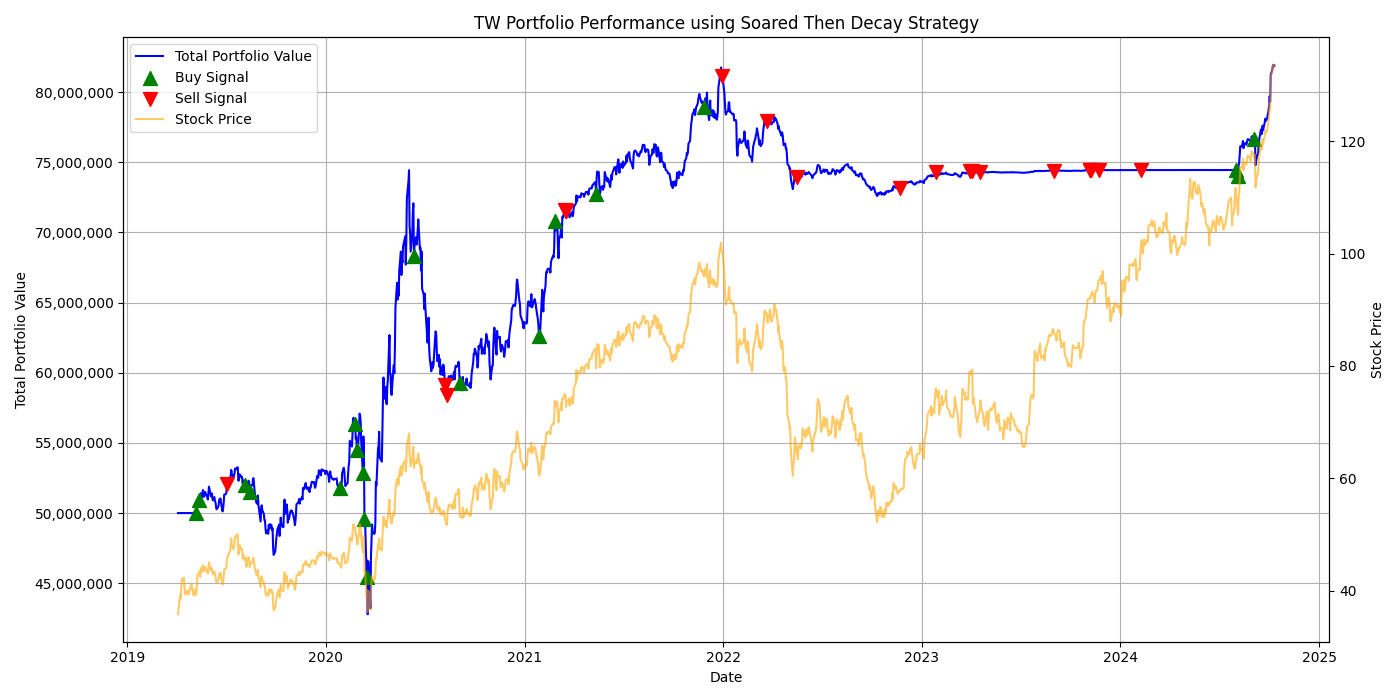 TW Portfolio Performance using Soared Then Decay Strategy
Total Portfolio Value
Buy Signal
Sell Signal
Stock Price
80,000,000
75,000,000
70,000,000
65,000,000
60,000,000
55,000,000
50,000,000
45,000,000
Total Portfolio Value
120
100
80
60
40
Stock Price
2019
2020
2021
2022
2023
2024
2025
Date